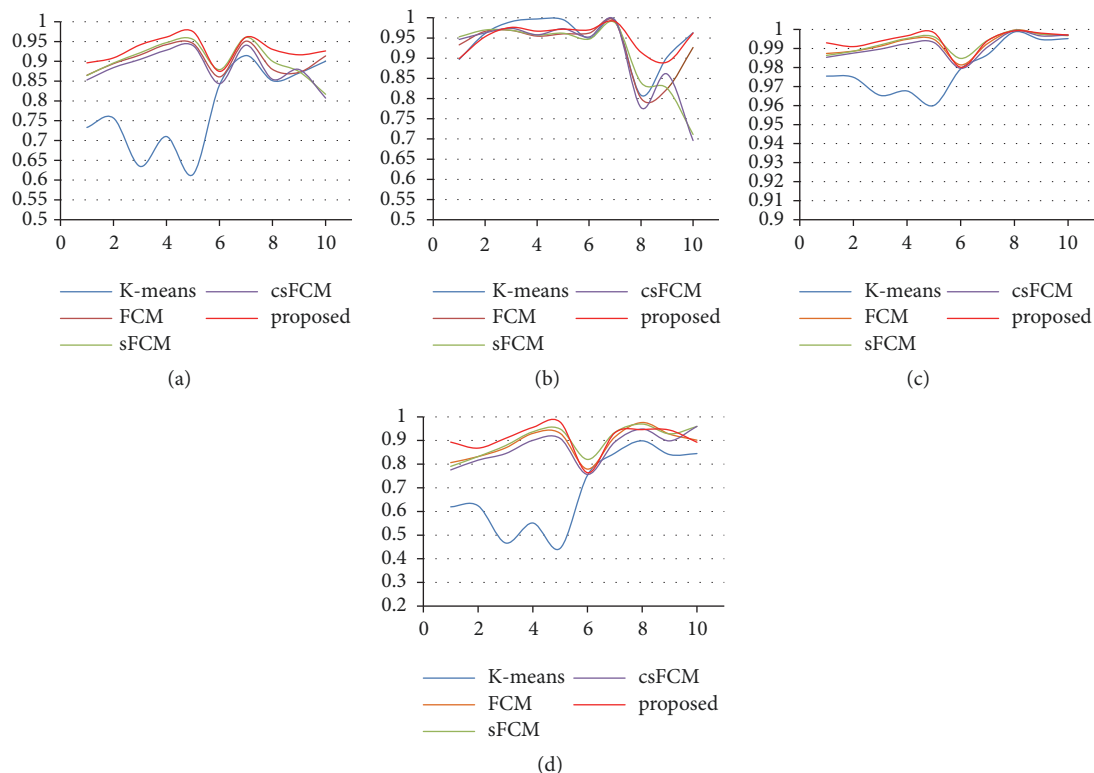 1
0.95
0.9
0.85
0.8
0.75
0.7
0.65
0.6
0.55
0.5
0 2 4 6 8 10
K-means csFCM
FCM proposed
sFCM
(a)
1
0.95
0.9
0.85
0.8
0.75
0.7
0.65
0.6
0.55
0.5
0 2 4 6 8 10
K-means csFCM
FCM proposed
sFCM
(b)
1
0.99
0.98
0.97
0.96
0.95
0.94
0.93
0.92
0.91
0.9
0 2 4 6 8 10
K-means csFCM
FCM proposed
sFCM
(c)
1
0.9
0.8
0.7
0.6
0.5
0.4
0.3
0.2
0 2 4 6 8 10
K-means csFCM
FCM proposed
sFCM
(d)